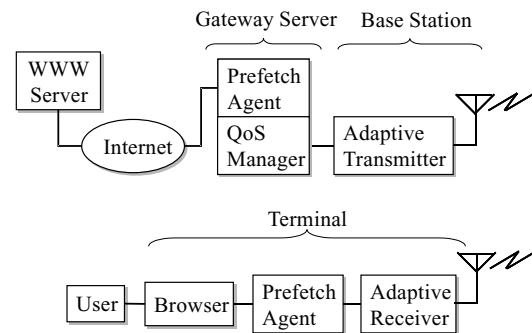 Gateway Server
Base Station
WWW
Server
Prefetch
Agent
Internet
QoS
Manager
Adaptive
Transmitter
Terminal
User
Browser
Prefetch
Agent
Adaptive
Receiver